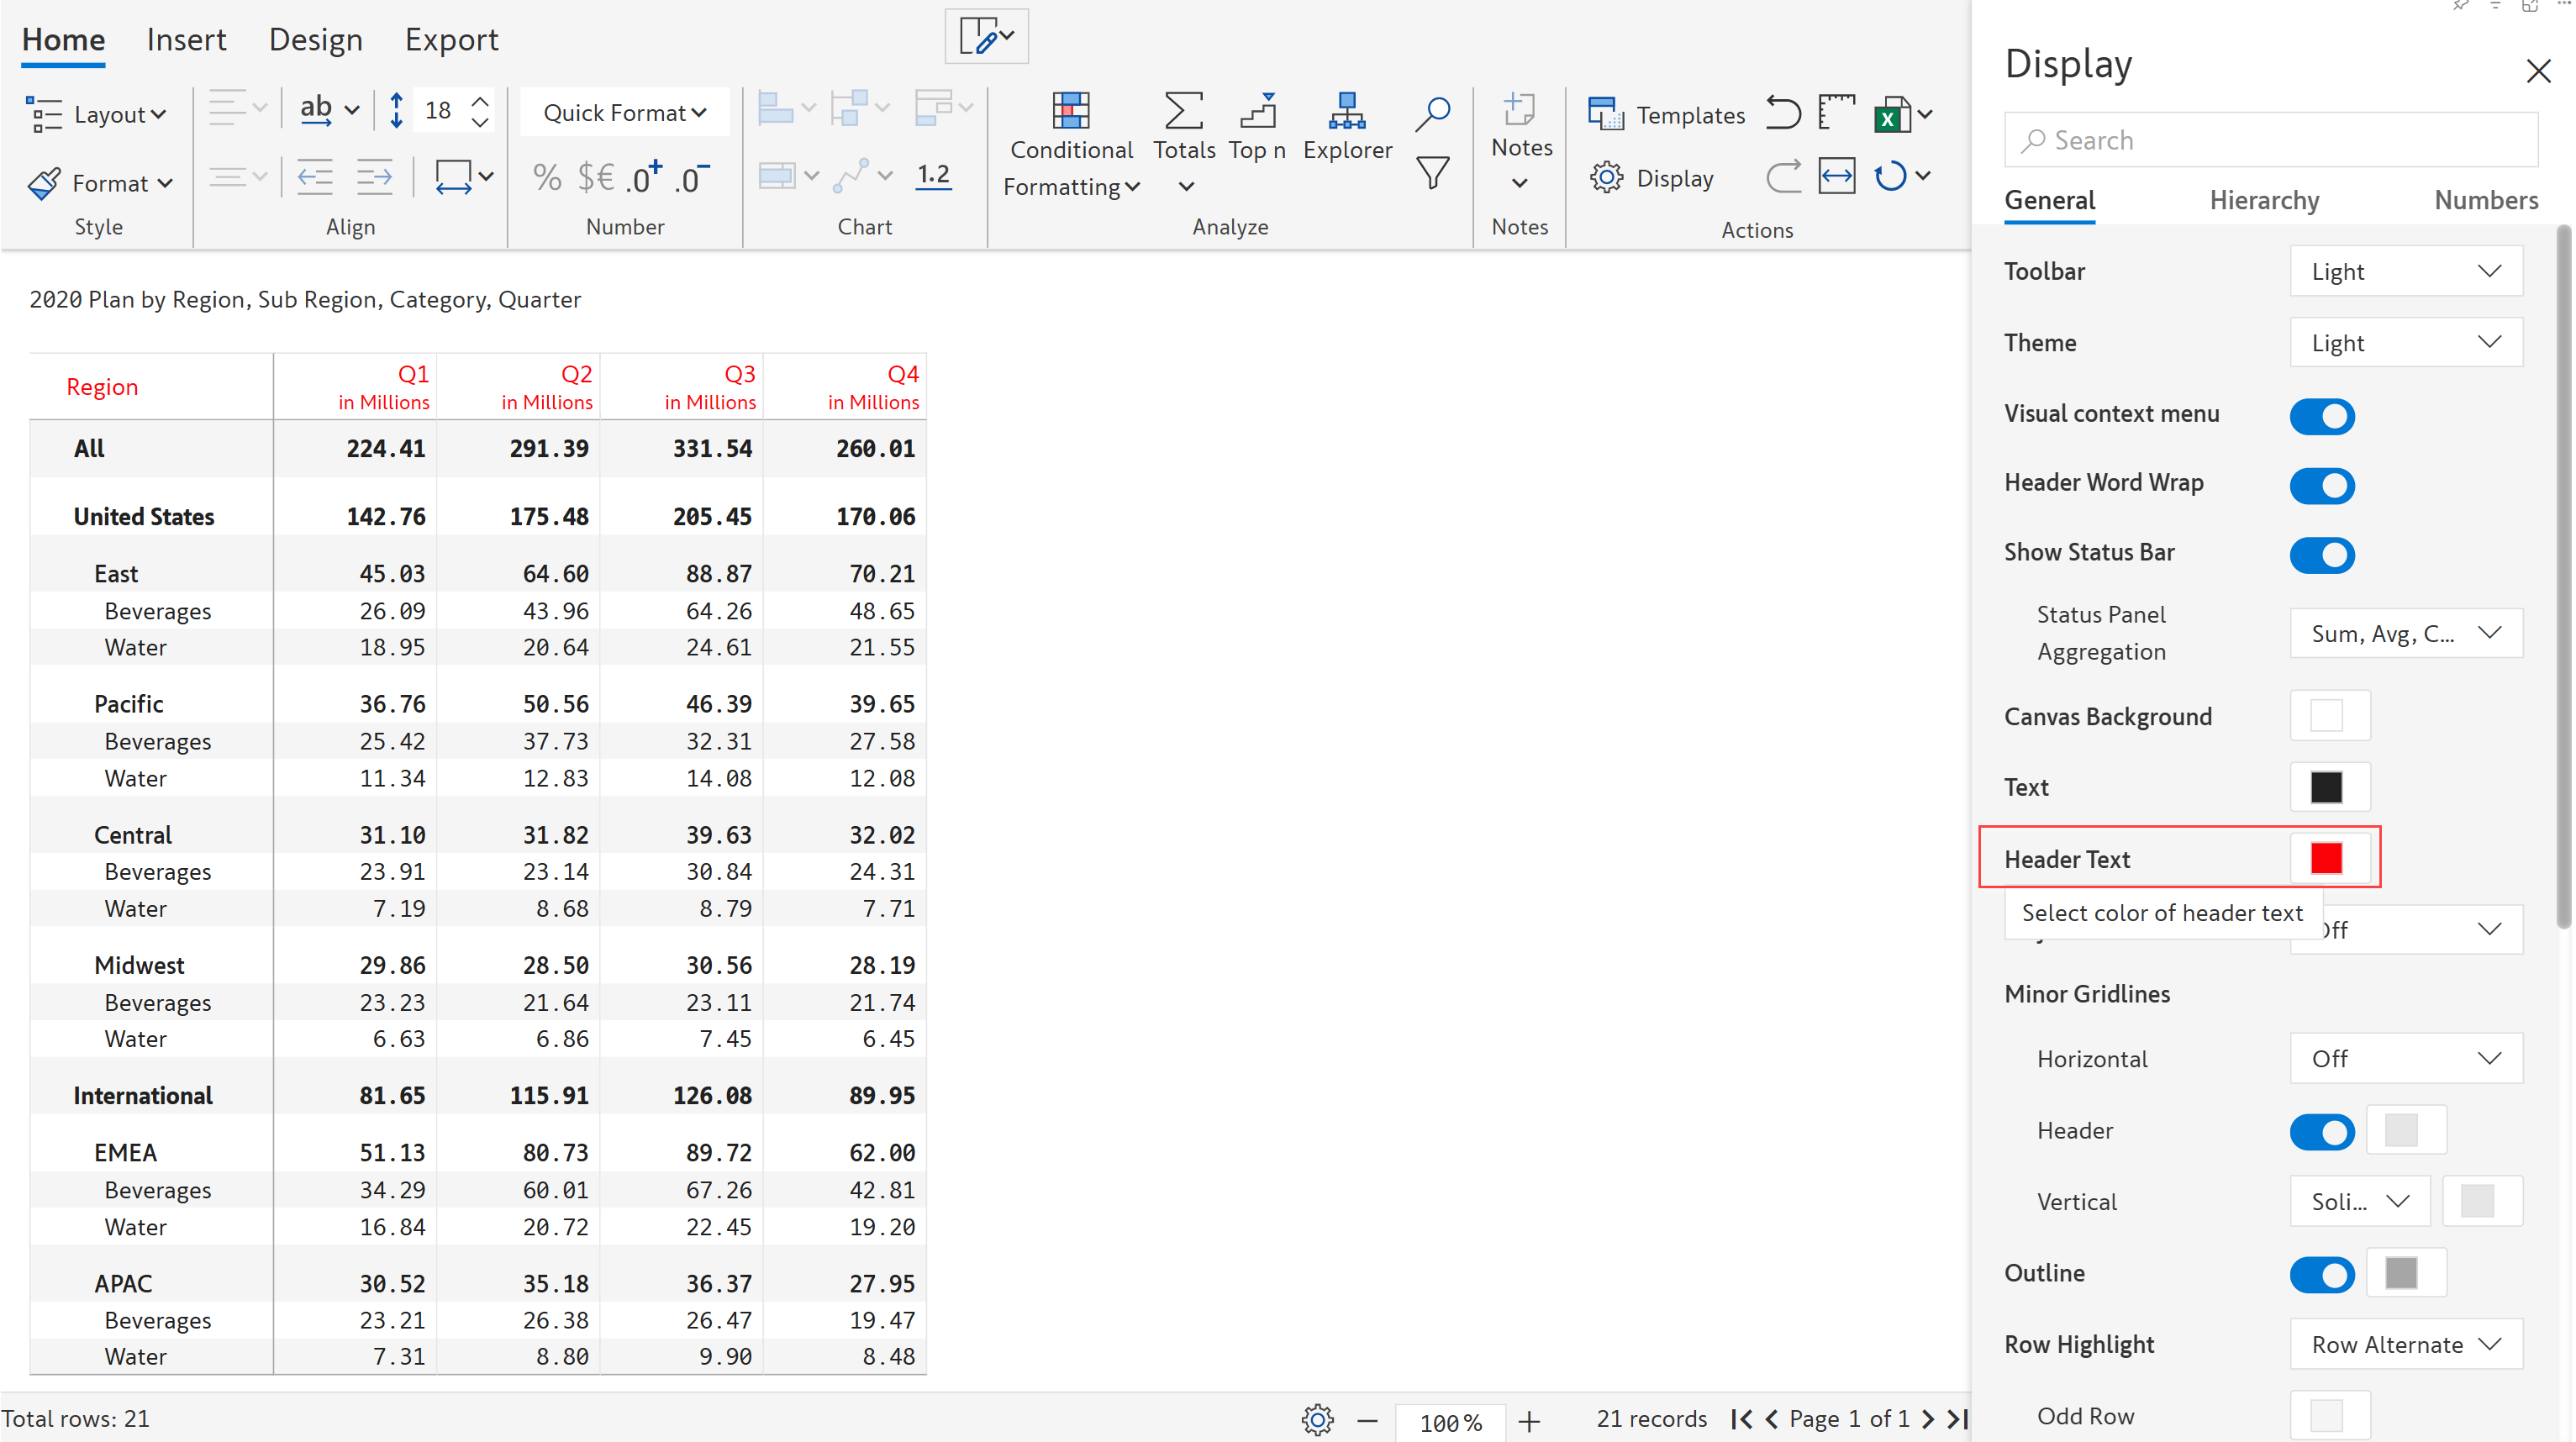 Home Insert Design Export
Layout ab 18 Quick Format
Conditional Formatting Totals Top n Explorer Notes Templates
Format % $€ .0+ .0- 1.2 Display
Style Align Number Chart Analyze Notes Actions
2020 Plan by Region, Sub Region, Category, Quarter
Region Q1 in Millions Q2 in Millions Q3 in Millions Q4 in Millions
All 224.41 291.39 331.54 260.01
United States 142.76 175.48 205.45 170.06
East 45.03 64.60 88.87 70.21
Beverages 26.09 43.96 64.26 48.65
Water 18.95 20.64 24.61 21.55
Pacific 36.76 50.56 46.39 39.65
Beverages 25.42 37.73 32.31 27.58
Water 11.34 12.83 14.08 12.08
Central 31.10 31.82 39.63 32.02
Beverages 23.91 23.14 30.84 24.31
Water 7.19 8.68 8.79 7.71
Midwest 29.86 28.50 30.56 28.19
Beverages 23.23 21.64 23.11 21.74
Water 6.63 6.86 7.45 6.45
International 81.65 115.91 126.08 89.95
EMEA 51.13 80.73 89.72 62.00
Beverages 34.29 60.01 67.26 42.81
Water 16.84 20.72 22.45 19.20
APAC 30.52 35.18 36.37 27.95
Beverages 23.21 26.38 26.47 19.47
Water 7.31 8.80 9.90 8.48
Total rows: 21 100% 21 records Page 1 of 1
Display
Search
General Hierarchy Numbers
Toolbar Light
Theme Light
Visual context menu
Header Word Wrap
Show Status Bar
Status Panel
Aggregation Sum, Avg, C...
Canvas Background
Text
Header Text
Select color of header text
Minor Gridlines
Horizontal Off
Header
Vertical Soli...
Outline
Row Highlight Row Alternate
Odd Row